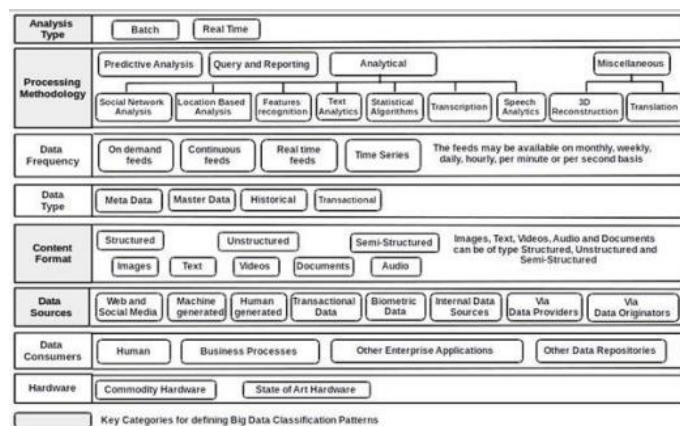 Analysis
Type
Batch
Real Time
Processing
Methodology
Predictive Analysis
Query and Reporting
Analytical
Miscellaneous
Social Network
Analysis
Location Based
Analysis
Features
recognition
Text
Analytics
Statistical
Algorithms
Transcription
Speech
Analytics
3D
Reconstruction
Translation
Data
Frequency
On demand
feeds
Continuous
feeds
Real time
feeds
Time Series
The feeds may be available on monthly, weekly,
daily, hourly, per minute or per second basis
Data
Type
Meta Data
Master Data
Historical
Transactional
Content
Format
Structured
Unstructured
Semi-Structured
Images
Text
Videos
Documents
Audio
Images, Text, Videos, Audio and Documents
can be of type Structured, Unstructured and
Semi-Structured
Data
Sources
Web and
Social Media
Machine
generated
Human
generated
Transactional
Data
Biometric
Data
Internal Data
Sources
Via
Data Providers
Via
Data Originators
Data
Consumers
Human
Business Processes
Other Enterprise Applications
Other Data Repositories
Hardware
Commodity Hardware
State of Art Hardware
Key Categories for defining Big Data Classification Patterns